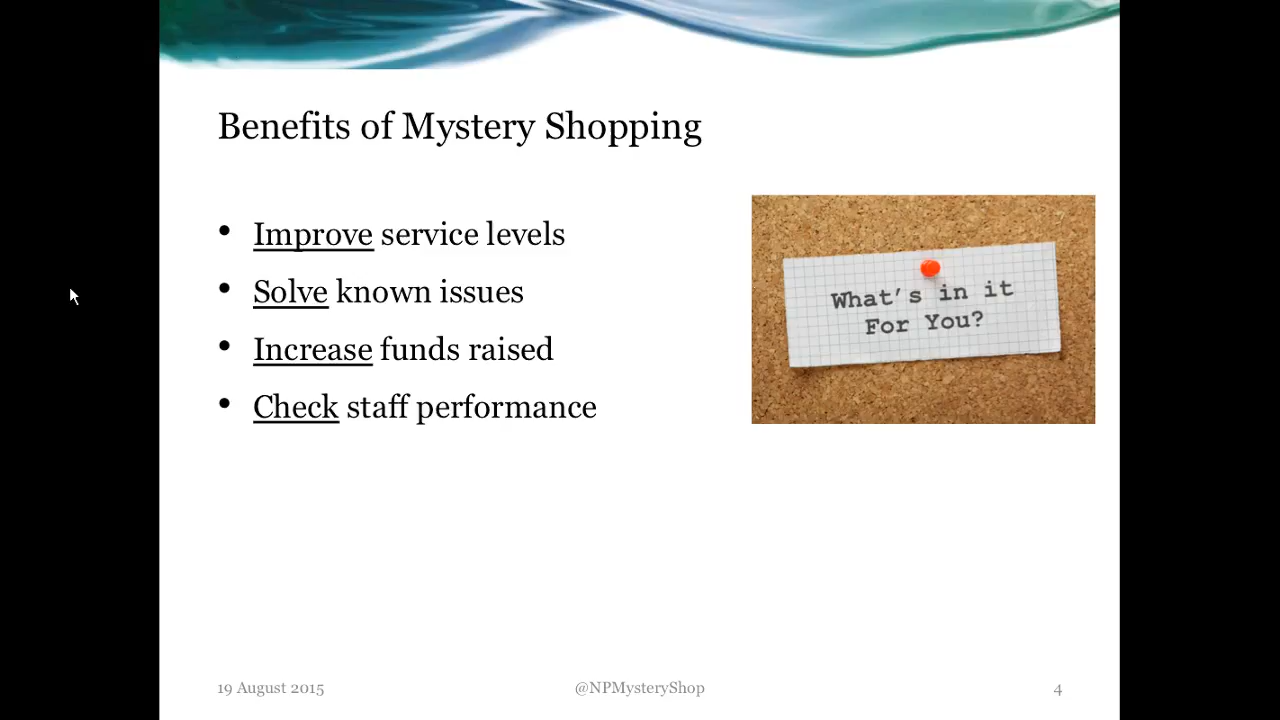 Benefits of Mystery Shopping
• Improve service levels
• Solve known issues
• Increase funds raised
• Check staff performance
What's in it
For You?
19 August 2015
@NPMysteryShop
4